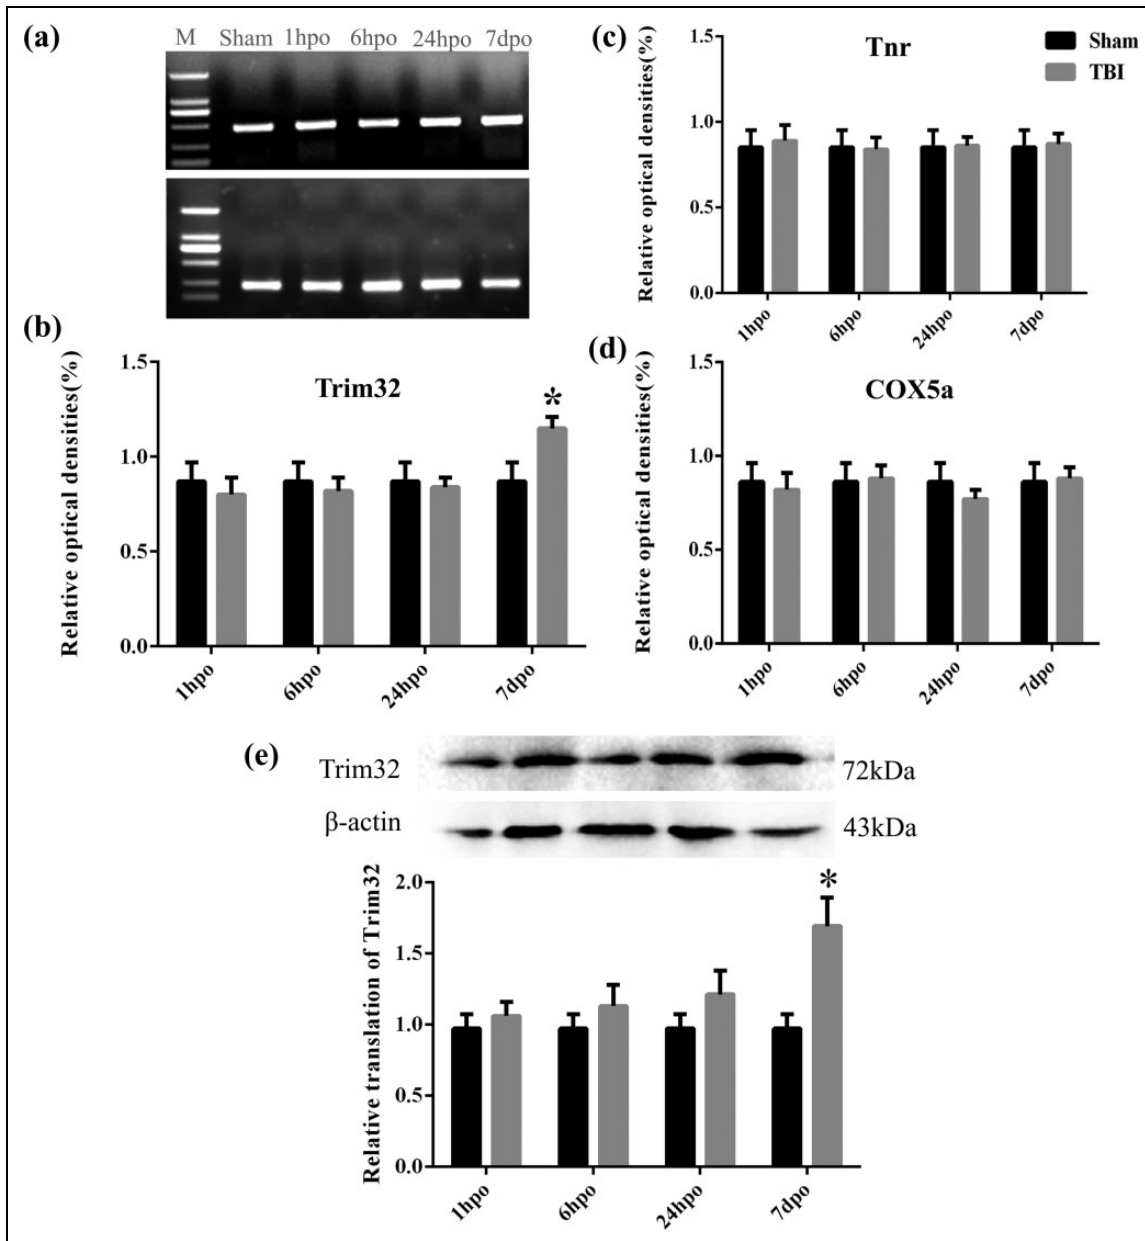 (a)
M Sham 1hpo 6hpo 24hpo 7dpo
(b)
Relative optical densities(%)
Trim32
1.5
1.0
0.5
0.0
*
1hpo 6hpo 24hpo 7dpo
(c)
Relative optical densities(%)
Tnr
Sham
TBI
1.5
1.0
0.5
0.0
1hpo 6hpo 24hpo 7dpo
(d)
Relative optical densities(%)
COX5a
1.5
1.0
0.5
0.0
1hpo 6hpo 24hpo 7dpo
(e)
Trim32 72kDa
β-actin 43kDa
Relative translation of Trim32
2.0
1.5
1.0
0.5
0.0
*
1hpo 6hpo 24hpo 7dpo